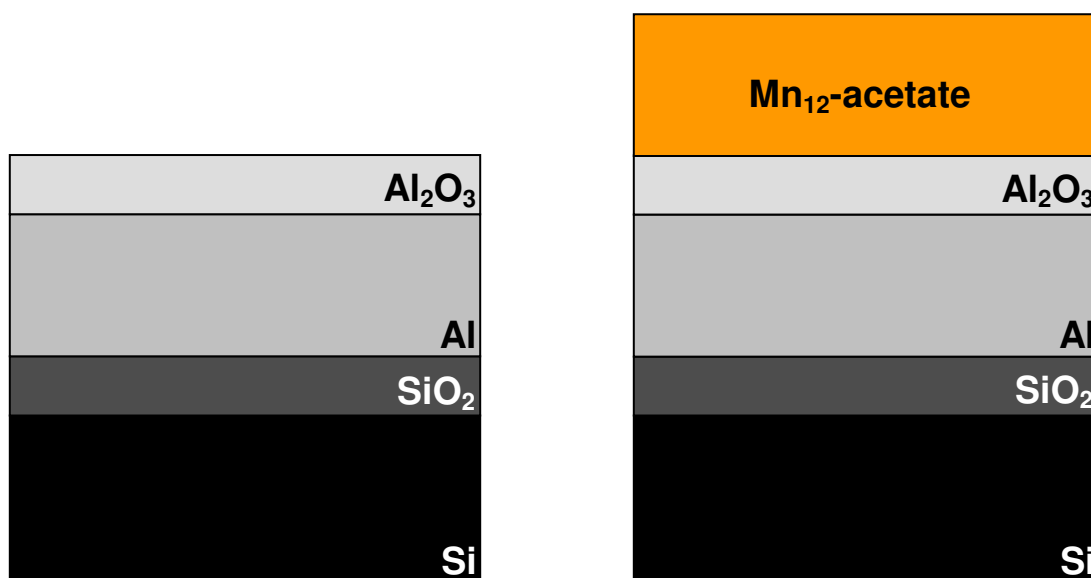 Al₂O₃
Al
SiO₂
Si
Mn₁₂-acetate
Al₂O₃
Al
SiO₂
Si